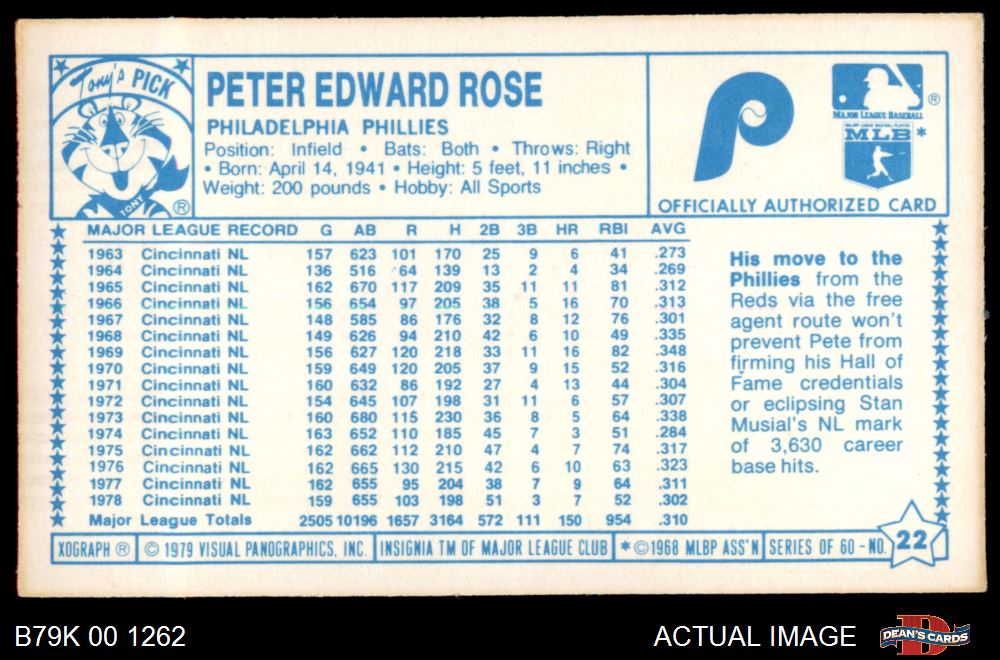 Tony's PICK
TONY
®
PETER EDWARD ROSE
PHILADELPHIA PHILLIES
Position: Infield • Bats: Both • Throws: Right
• Born: April 14, 1941 • Height: 5 feet, 11 inches •
Weight: 200 pounds • Hobby: All Sports
P
®
MAJOR LEAGUE BASEBALL
MLB*
OFFICIALLY AUTHORIZED CARD
MAJOR LEAGUE RECORD G AB R H 2B 3B HR RBI AVG
1963 Cincinnati NL 157 623 101 170 25 9 6 41 .273
1964 Cincinnati NL 136 516 64 139 13 2 4 34 .269
1965 Cincinnati NL 162 670 117 209 35 11 11 81 .312
1966 Cincinnati NL 156 654 97 205 38 5 16 70 .313
1967 Cincinnati NL 148 585 86 176 32 8 12 76 .301
1968 Cincinnati NL 149 626 94 210 42 6 10 49 .335
1969 Cincinnati NL 156 627 120 218 33 11 16 82 .348
1970 Cincinnati NL 159 649 120 205 37 9 15 52 .316
1971 Cincinnati NL 160 632 86 192 27 4 13 44 .304
1972 Cincinnati NL 154 645 107 198 31 11 6 57 .307
1973 Cincinnati NL 160 680 115 230 36 8 5 64 .338
1974 Cincinnati NL 163 652 110 185 45 7 3 51 .284
1975 Cincinnati NL 162 662 112 210 47 4 7 74 .317
1976 Cincinnati NL 162 665 130 215 42 6 10 63 .323
1977 Cincinnati NL 162 655 95 204 38 7 9 64 .311
1978 Cincinnati NL 159 655 103 198 51 3 7 52 .302
Major League Totals 2505 10196 1657 3164 572 111 150 954 .310
His move to the
Phillies from the
Reds via the free
agent route won't
prevent Pete from
firming his Hall of
Fame credentials
or eclipsing Stan
Musial's NL mark
of 3,630 career
base hits.
XOGRAPH ® © 1979 VISUAL PANOGRAPHICS, INC. INSIGNIA TM OF MAJOR LEAGUE CLUB *©1968 MLBP ASS'N SERIES OF 60 - NO. 22
B79K 00 1262
ACTUAL IMAGE
DEAN'S CARDS